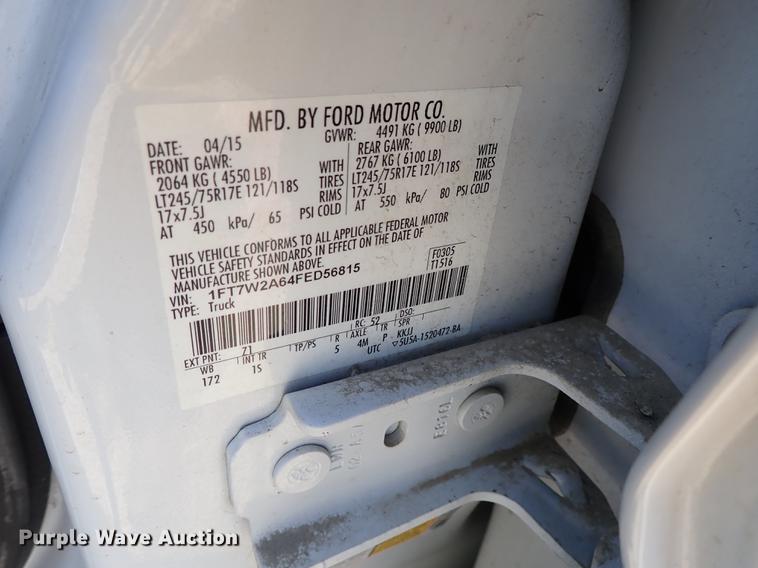 MFD. BY FORD MOTOR CO.
DATE: 04/15 GVWR: 4491 KG ( 9900 LB)
FRONT GAWR: REAR GAWR:
2064 KG ( 4550 LB) WITH 2767 KG ( 6100 LB) WITH
LT245/75R17E 121/118S TIRES LT245/75R17E 121/118S TIRES
17x7.5J RIMS 17x7.5J RIMS
AT 450 kPa/ 65 PSI COLD AT 550 kPa/ 80 PSI COLD
THIS VEHICLE CONFORMS TO ALL APPLICABLE FEDERAL MOTOR
VEHICLE SAFETY STANDARDS IN EFFECT ON THE DATE OF
MANUFACTURE SHOWN ABOVE.
F0305
T1516
VIN: 1FT7W2A64FED56815
TYPE: Truck
EXT PNT: Z1 RC: 52 DSO:
WB INT TR TP/PS R AXLE TR SPR
172 1S 5 4M P KKJJ
UTC ▽5U5A-1520472-BA
Purple Wave Auction